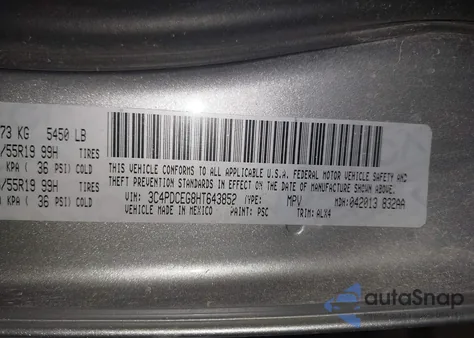 73 KG 5450 LB
/55R19 99H TIRES
KPA ( 36 PSI) COLD
/55R19 99H TIRES
KPA ( 36 PSI) COLD
THIS VEHICLE CONFORMS TO ALL APPLICABLE U.S. FEDERAL MOTOR VEHICLE SAFETY AND
THEFT PREVENTION STANDARDS IN EFFECT ON THE DATE OF MANUFACTURE SHOWN ABOVE.
VIN: 3C4PDCEG8HT643852 TYPE: MPV MDH: 042013 832AA
VEHICLE MADE IN MEXICO PAINT: PSC TRIM: ALX4
autoSnap